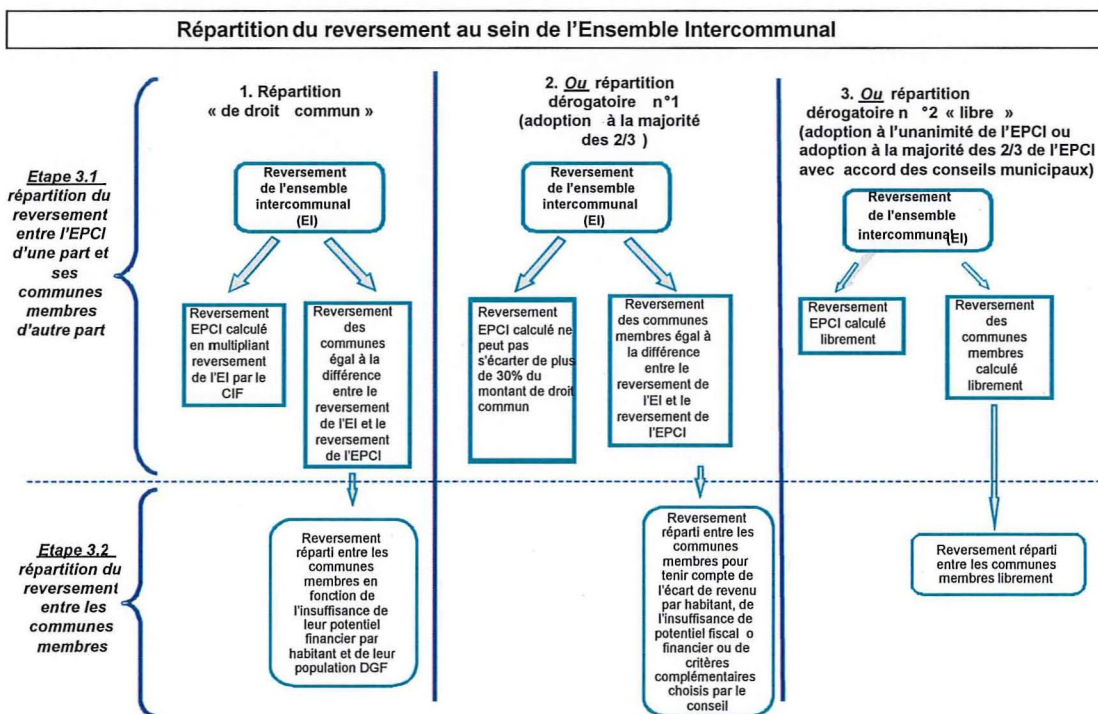 Répartition du reversement au sein de l'Ensemble Intercommunal
1. Répartition
« de droit commun »
2. Ou répartition
dérogatoire n°1
(adoption à la majorité
des 2/3 )
3. Ou répartition
dérogatoire n °2 « libre »
(adoption à l'unanimité de l'EPCI ou
adoption à la majorité des 2/3 de l'EPCI
avec accord des conseils municipaux)
Etape 3.1
répartition du
reversement
entre l'EPCI
d'une part et
ses
communes
membres
d'autre part
Reversement
de l'ensemble
intercommunal
(EI)
Reversement
EPCI calculé
en multipliant
reversement
de l'EI par le
CIF
Reversement
des
communes
égal à la
différence
entre le
reversement
de l'EI et le
reversement
de l'EPCI
Reversement
de l'ensemble
intercommunal
(EI)
Reversement
EPCI calculé ne
peut pas
s'écarter de plus
de 30% du
montant de droit
commun
Reversement
des communes
membres égal à
la différence
entre le
reversement de
l'EI et le
reversement de
l'EPCI
Reversement
de l'ensemble
intercommunal(EI)
Reversement
EPCI calculé
librement
Reversement
des
communes
membres
calculé
librement
Etape 3.2
répartition du
reversement
entre les
communes
membres
Reversement
réparti entre les
communes
membres en
fonction de
l'insuffisance de
leur potentiel
financier par
habitant et de leur
population DGF
Reversement
réparti entre les
communes
membres pour
tenir compte de
l'écart de revenu
par habitant, de
l'insuffisance de
potentiel fiscal o
financier ou de
critères
complémentaires
choisis par le
conseil
Reversement réparti
entre les communes
membres librement